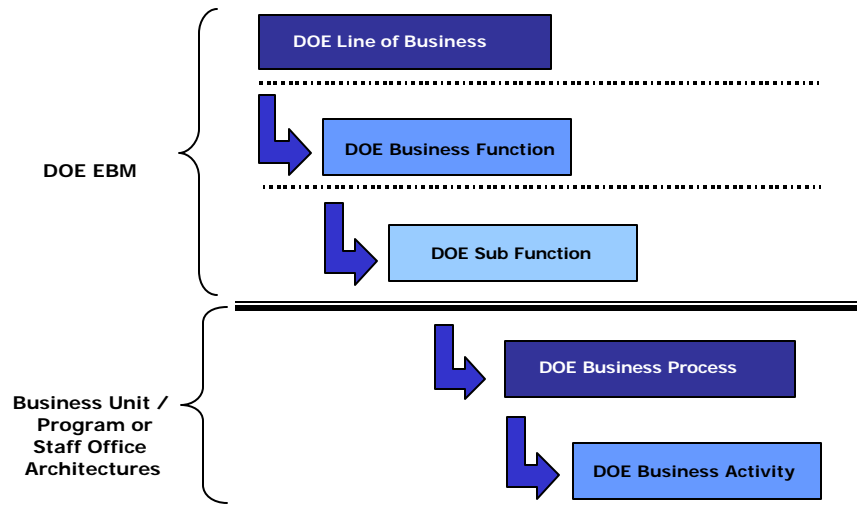 DOE Line of Business
DOE Business Function
DOE EBM
DOE Sub Function
DOE Business Process
Business Unit /
Program or
Staff Office
Architectures
DOE Business Activity